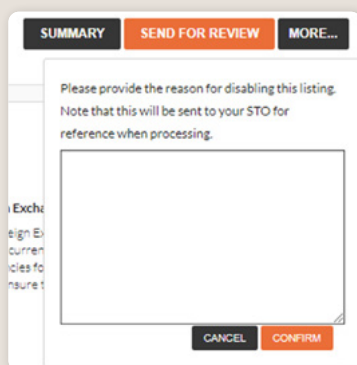 SUMMARY SEND FOR REVIEW MORE...
Please provide the reason for disabling this listing.
Note that this will be sent to your STO for
reference when processing.
CANCEL CONFIRM